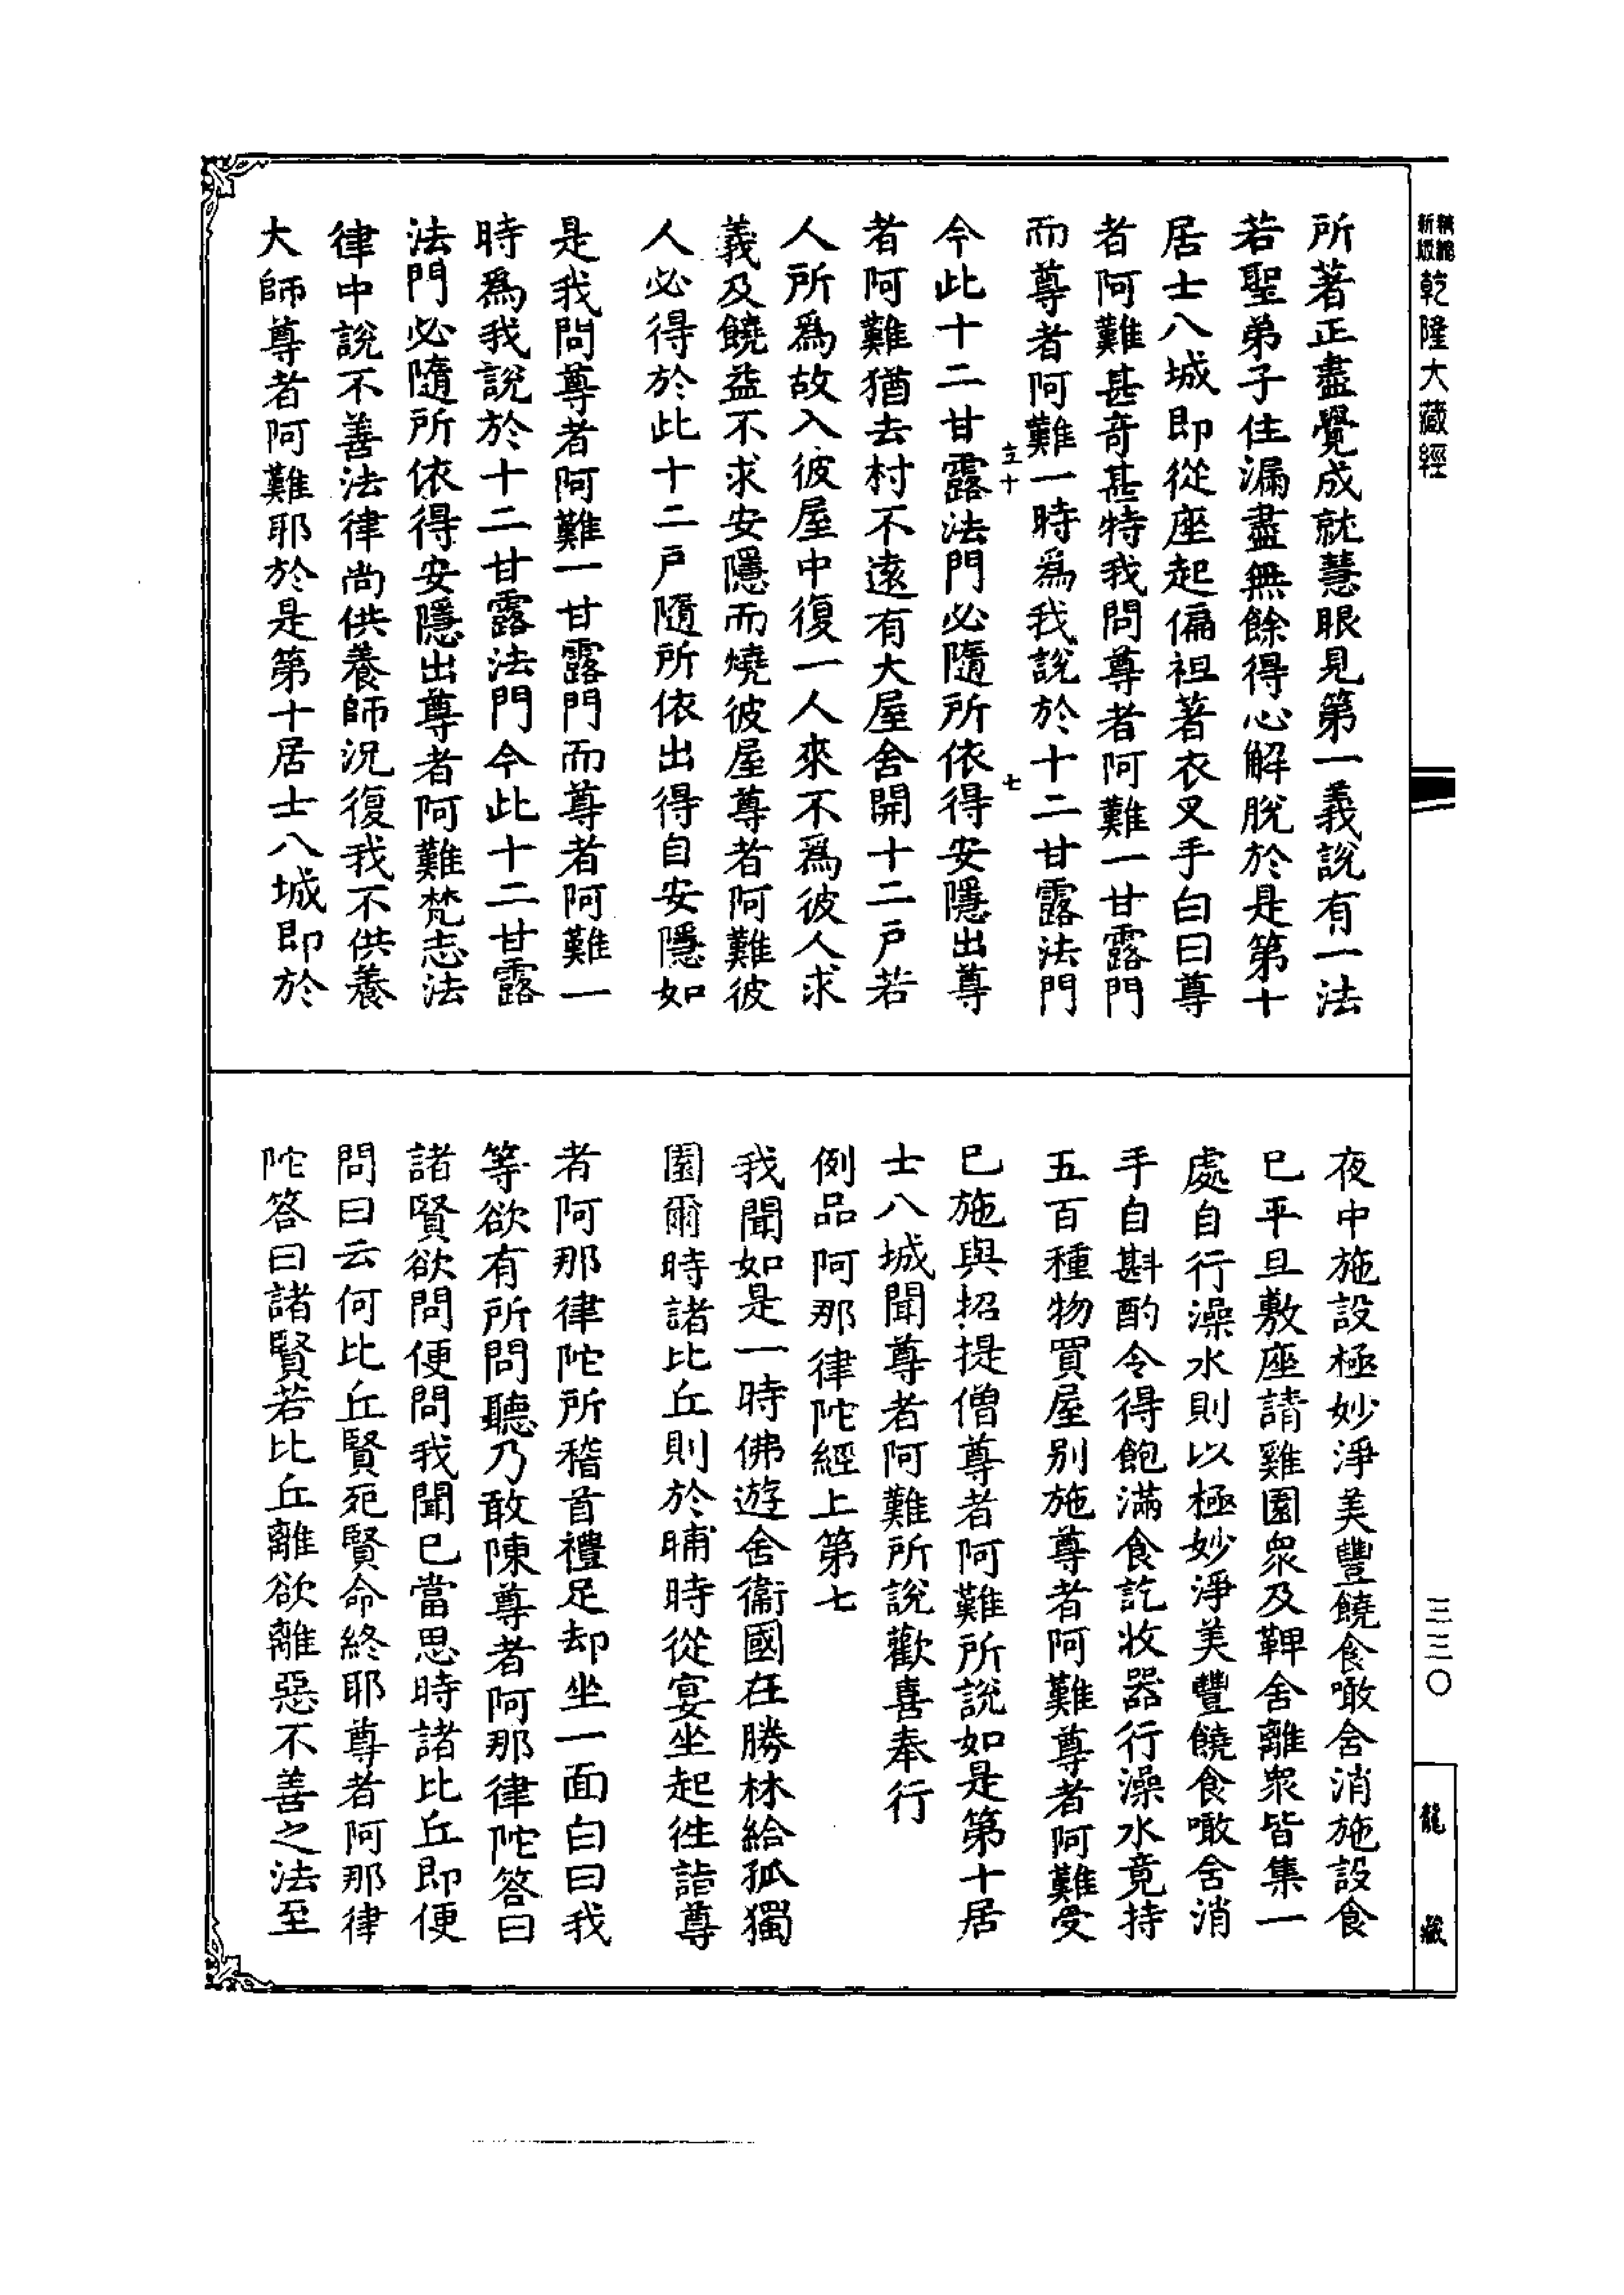 新版精縮乾隆大藏經
三三〇
龍藏
所著正盡覺成就慧眼見第一義說有一法
若聖弟子住漏盡無餘得心解脫於是第十
居士八城即從座起偏袒著衣叉手白曰尊
者阿難甚奇甚特我問尊者阿難一甘露門
而尊者阿難一時爲我說於十二甘露法門
立十 七
今此十二甘露法門必隨所依得安隱出尊
者阿難猶去村不遠有大屋舍開十二戸若
人所爲故入彼屋中復一人來不爲彼人求
義及饒益不求安隱而燒彼屋尊者阿難彼
人必得於此十二戸隨所依出得自安隱如
是我問尊者阿難一甘露門而尊者阿難一
時爲我說於十二甘露法門今此十二甘露
法門必隨所依得安隱出尊者阿難梵志法
律中說不善法律尚供養師況復我不供養
大師尊者阿難耶於是第十居士八城即於
夜中施設極妙淨美豐饒食噉含消施設食
已平旦敷座請雞園衆及鞞舍離衆皆集一
處自行澡水則以極妙淨美豐饒食噉含消
手自斟酌令得飽滿食訖收器行澡水竟持
五百種物買屋別施尊者阿難尊者阿難受
已施與招提僧尊者阿難所說如是第十居
士八城聞尊者阿難所說歡喜奉行
例品阿那律陀經上第七
我聞如是一時佛遊舍衞國在勝林給孤獨
園爾時諸比丘則於晡時從宴坐起徃詣尊
者阿那律陀所稽首禮足却坐一面白曰我
等欲有所問聽乃敢陳尊者阿那律陀答曰
諸賢欲問便問我聞已當思時諸比丘即便
問曰云何比丘賢死賢命終耶尊者阿那律
陀答曰諸賢若比丘離欲離惡不善之法至